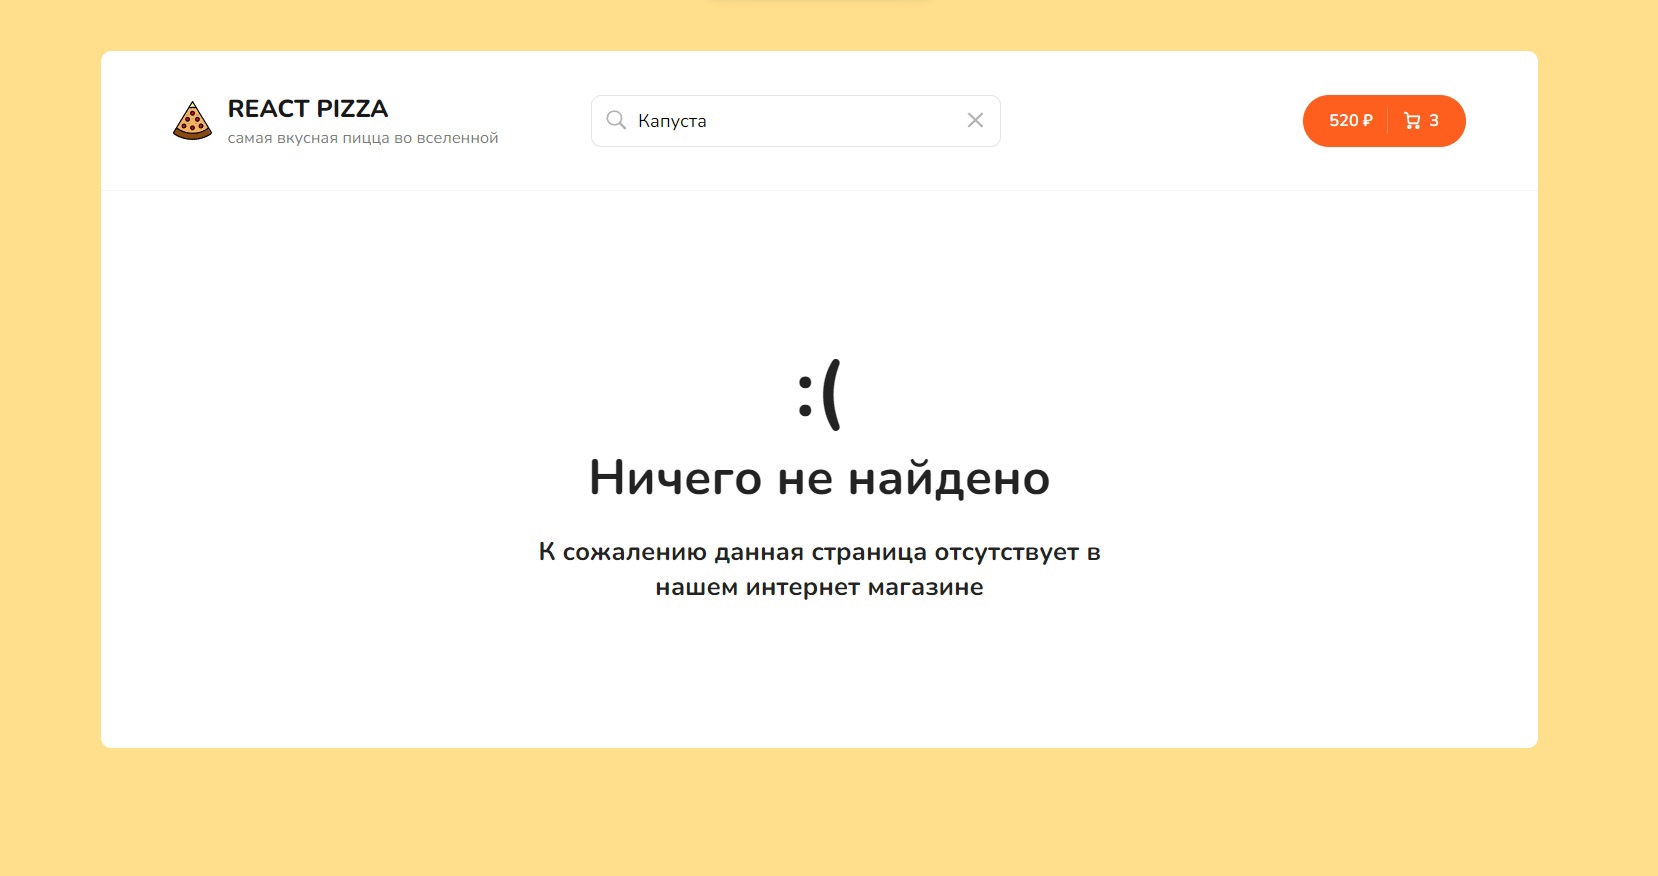 REACT PIZZA
самая вкусная пицца во вселенной
Капуста
520 ₽ 3
:(
Ничего не найдено
К сожалению данная страница отсутствует в
нашем интернет магазине